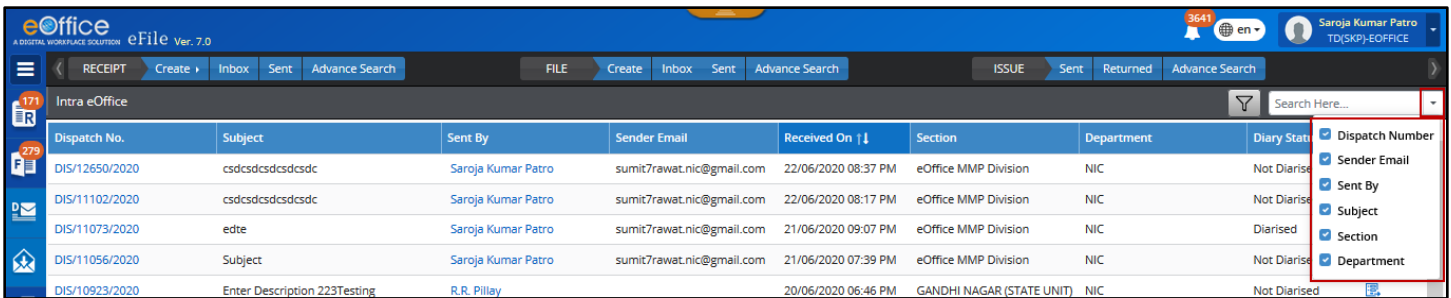 eOffice
A DIGITAL WORKPLACE SOLUTION eFile Ver. 7.0
3641 en Saroja Kumar Patro
TD(SKP)-EOFFICE
RECEIPT Create Inbox Sent Advance Search FILE Create Inbox Sent Advance Search ISSUE Sent Returned Advance Search
171 R Intra eOffice Search Here...
Dispatch No. Subject Sent By Sender Email Received On Section Department Diary Statu
Dispatch Number
279 F DIS/12650/2020 csdcsdcsdcsdcsdc Saroja Kumar Patro sumit7rawat.nic@gmail.com 22/06/2020 08:37 PM eOffice MMP Division NIC Not Diarise
Sender Email
Sent By
D DIS/11102/2020 csdcsdcsdcsdcsdc Saroja Kumar Patro sumit7rawat.nic@gmail.com 22/06/2020 08:17 PM eOffice MMP Division NIC Not Diarise
Subject
DIS/11073/2020 edte Saroja Kumar Patro sumit7rawat.nic@gmail.com 21/06/2020 09:07 PM eOffice MMP Division NIC Diarised
Section
DIS/11056/2020 Subject Saroja Kumar Patro sumit7rawat.nic@gmail.com 21/06/2020 07:39 PM eOffice MMP Division NIC Not Diarise
Department
DIS/10923/2020 Enter Description 223Testing R.R. Pillay 20/06/2020 06:46 PM GANDHI NAGAR (STATE UNIT) NIC Not Diarised